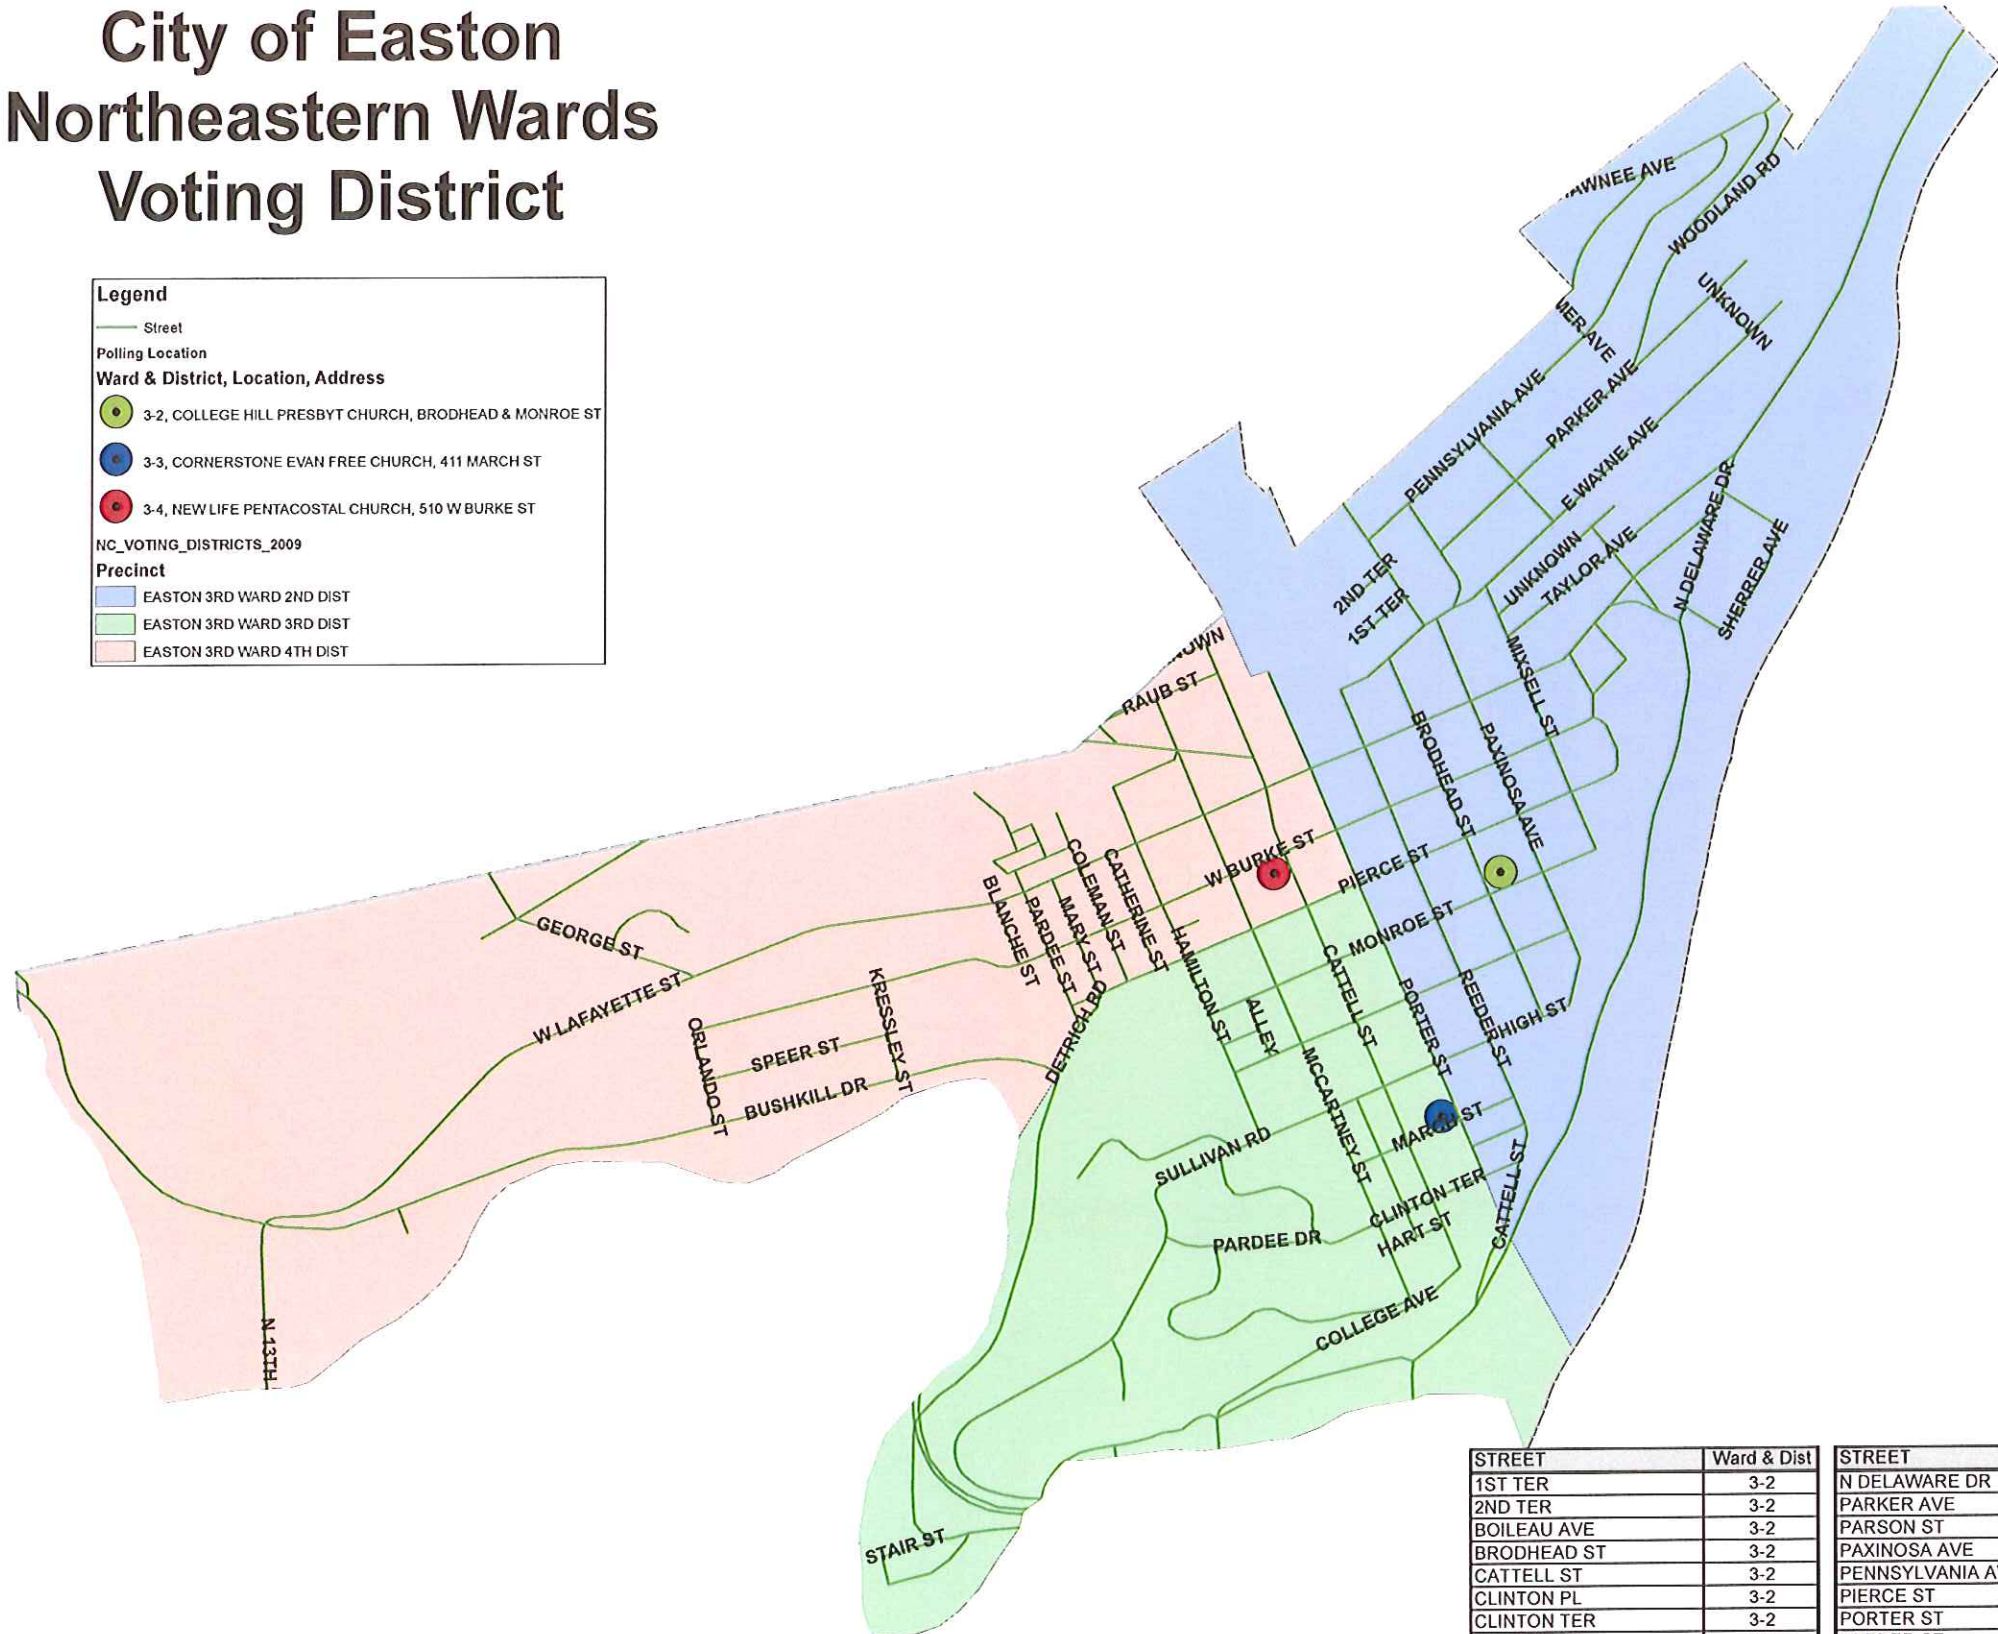 City of Easton
Northeastern Wards
Voting District
Legend
Street
Polling Location
Ward & District, Location, Address
3-2, COLLEGE HILL PRESBYT CHURCH, BRODHEAD & MONROE ST
3-3, CORNERSTONE EVAN FREE CHURCH, 411 MARCH ST
3-4, NEW LIFE PENTACOSTAL CHURCH, 510 W BURKE ST
NC_VOTING_DISTRICTS_2009
Precinct
EASTON 3RD WARD 2ND DIST
EASTON 3RD WARD 3RD DIST
EASTON 3RD WARD 4TH DIST
AWNEE AVE
WOODLAND RD
UNKNOWN
MER AVE
PENNSYLVANIA AVE
PARKER AVE
E WAYNE AVE
2ND TER
1ST TER
UNKNOWN
TAYLOR AVE
N DELAWARE DR
SHERRER AVE
NOWN
RAUB ST
MIXSELL ST
BRODHEAD ST
PAXINOSA AVE
W BURKE ST
PIERCE ST
COLEMAN ST
CATHERINE ST
BLANCHE ST
PARDEE ST
MARY ST
GEORGE ST
MONROE ST
HAMILTON ST
CATTELL ST
PORTER ST
REEDER ST
HIGH ST
W LAFAYETTE ST
KRESSLEY ST
DETRICH RD
ALLEY
ORLANDO ST
SPEER ST
BUSHKILL DR
MCCARTNEY ST
MARCH ST
SULLIVAN RD
CLINTON TER
CATTELL ST
PARDEE DR
HART ST
COLLEGE AVE
N 13TH
STAIR ST
STREET Ward & Dist STREET
1ST TER 3-2 N DELAWARE DR
2ND TER 3-2 PARKER AVE
BOILEAU AVE 3-2 PARSON ST
BRODHEAD ST 3-2 PAXINOSA AVE
CATTELL ST 3-2 PENNSYLVANIA A
CLINTON PL 3-2 PIERCE ST
CLINTON TER 3-2 PORTER ST